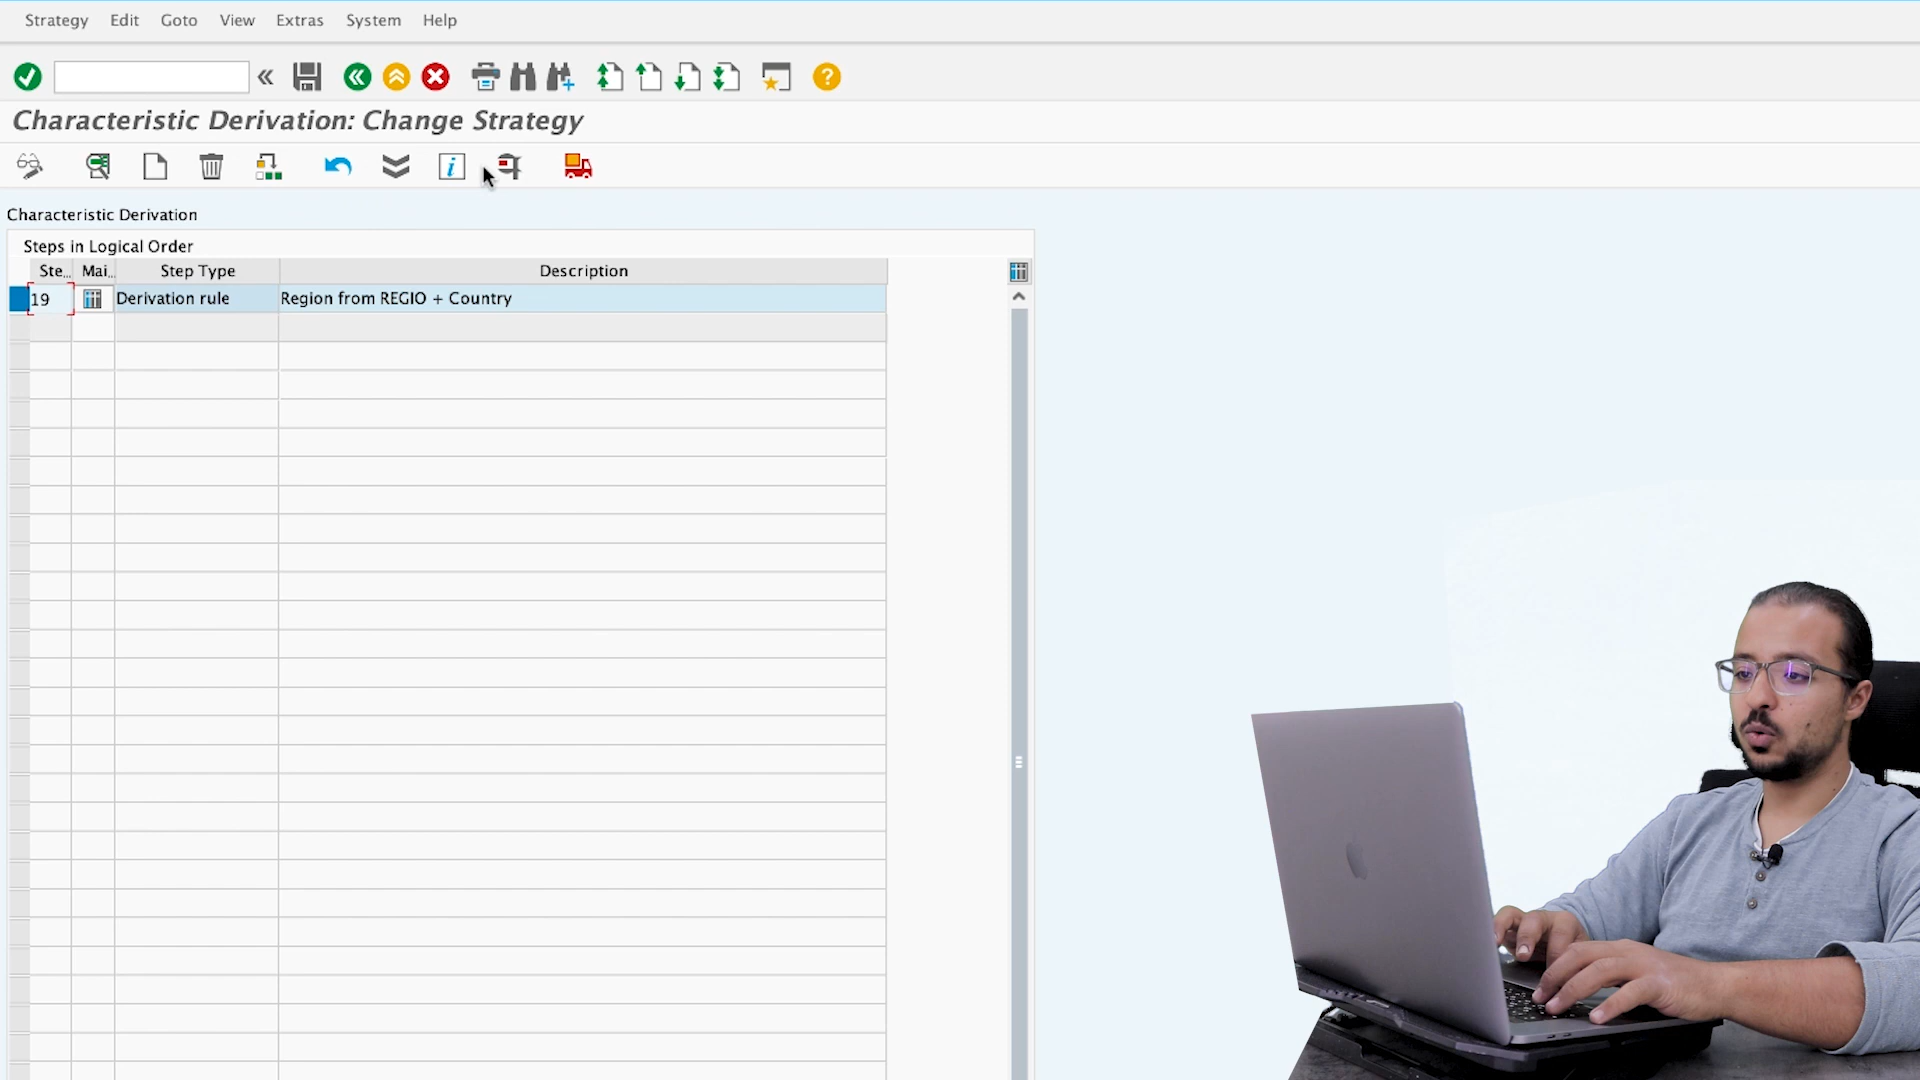 Strategy Edit Goto View Extras System Help
Characteristic Derivation: Change Strategy
Characteristic Derivation
Steps in Logical Order
Ste... Mai... Step Type Description
19 Derivation rule Region from REGIO + Country